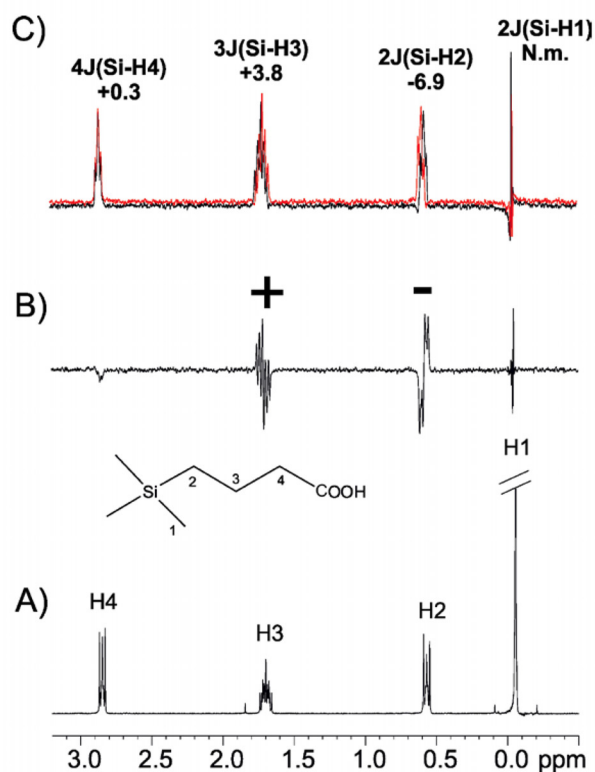 C)
4J(Si-H4)
+0.3
3J(Si-H3)
+3.8
2J(Si-H2)
-6.9
2J(Si-H1)
N.m.
B)
+
-
Si
2
3
4
COOH
1
H1
A)
H4
H3
H2
3.0 2.5 2.0 1.5 1.0 0.5 0.0 ppm